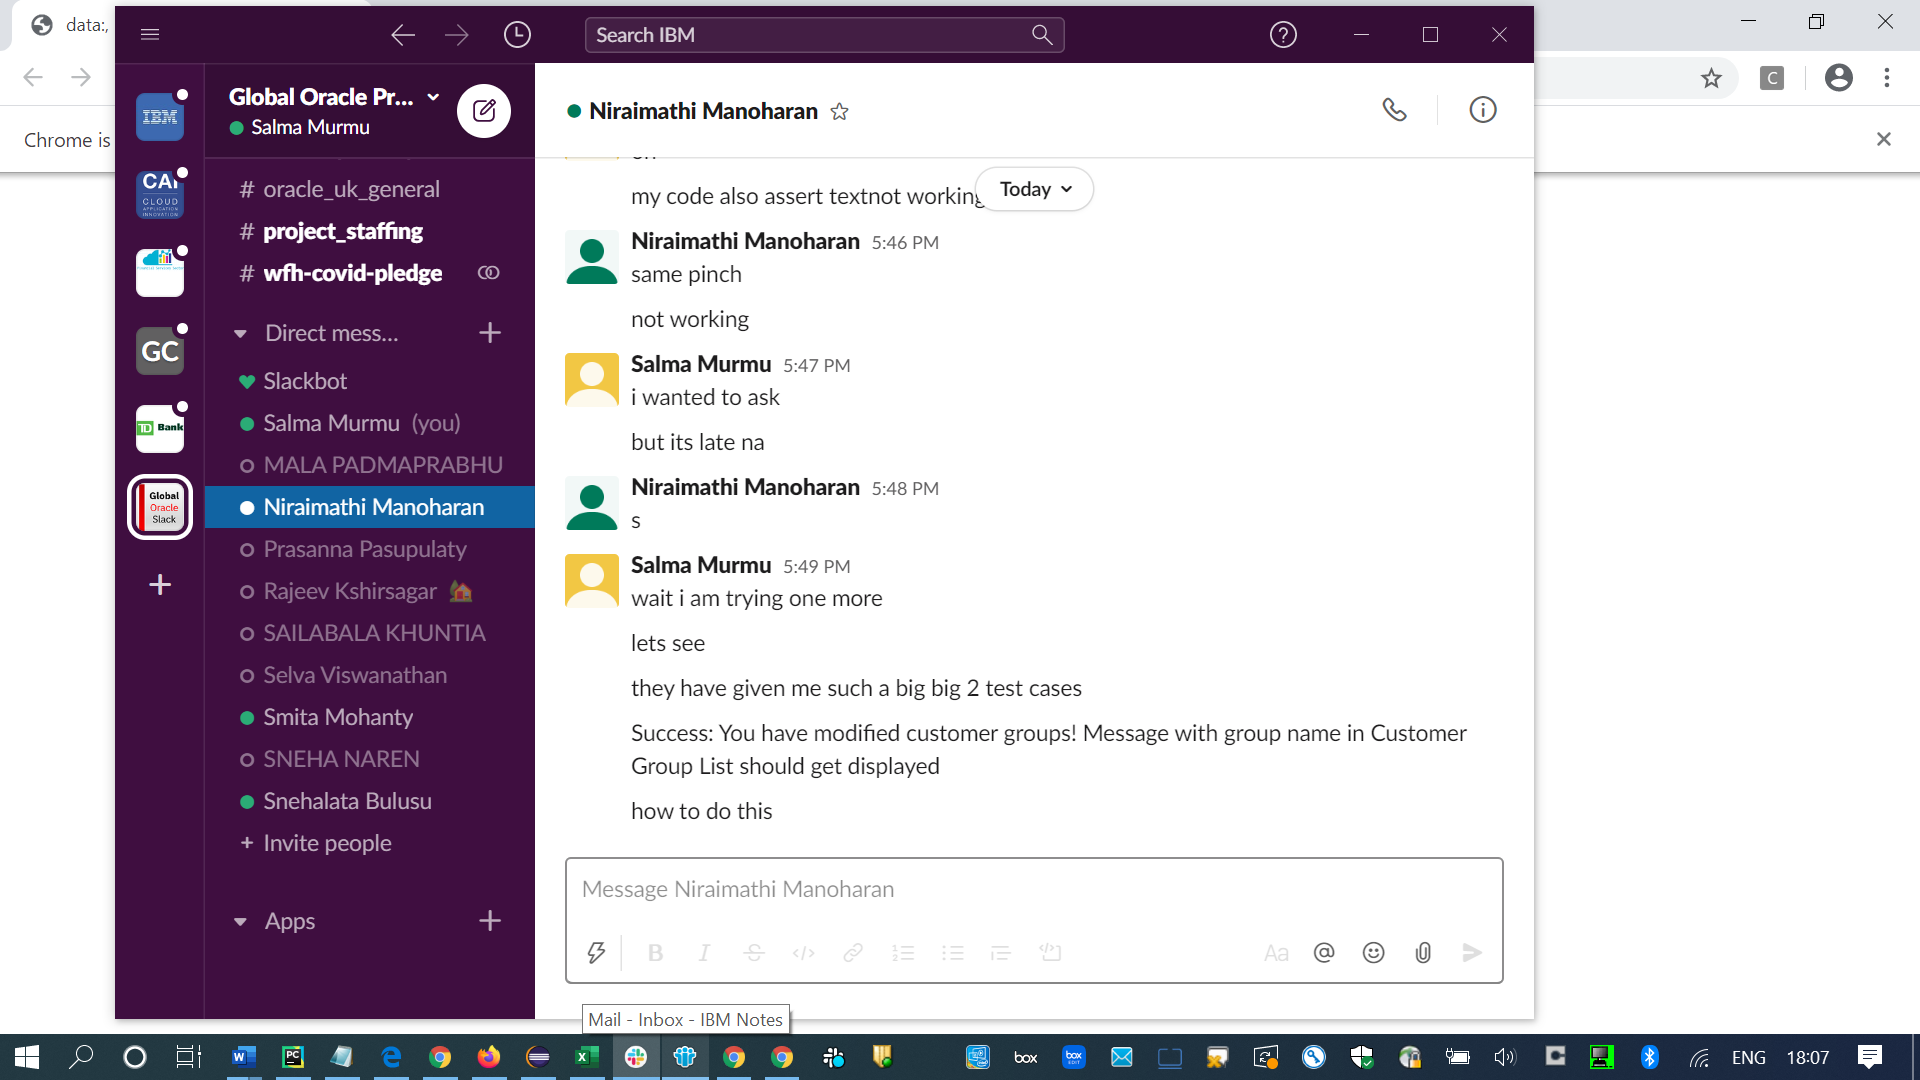 data:,
Search IBM
Chrome is
IBM
CAI
CLOUD
APPLICATION
INNOVATION
GC
TD Bank
Global
Oracle
Slack
Global Oracle Pr...
Salma Murmu
# oracle_uk_general
# project_staffing
# wfh-covid-pledge
Direct mess...
Slackbot
Salma Murmu (you)
MALA PADMAPRABHU
Niraimathi Manoharan
Prasanna Pasupulaty
Rajeev Kshirsagar
SAILABALA KHUNTIA
Selva Viswanathan
Smita Mohanty
SNEHA NAREN
Snehalata Bulusu
+ Invite people
Apps
Niraimathi Manoharan
Today
my code also assert textnot working
Niraimathi Manoharan 5:46 PM
same pinch
not working
Salma Murmu 5:47 PM
i wanted to ask
but its late na
Niraimathi Manoharan 5:48 PM
s
Salma Murmu 5:49 PM
wait i am trying one more
lets see
they have given me such a big big 2 test cases
Success: You have modified customer groups! Message with group name in Customer
Group List should get displayed
how to do this
Message Niraimathi Manoharan
B I S Aa @
Mail - Inbox - IBM Notes
box
box
ENG 18:07